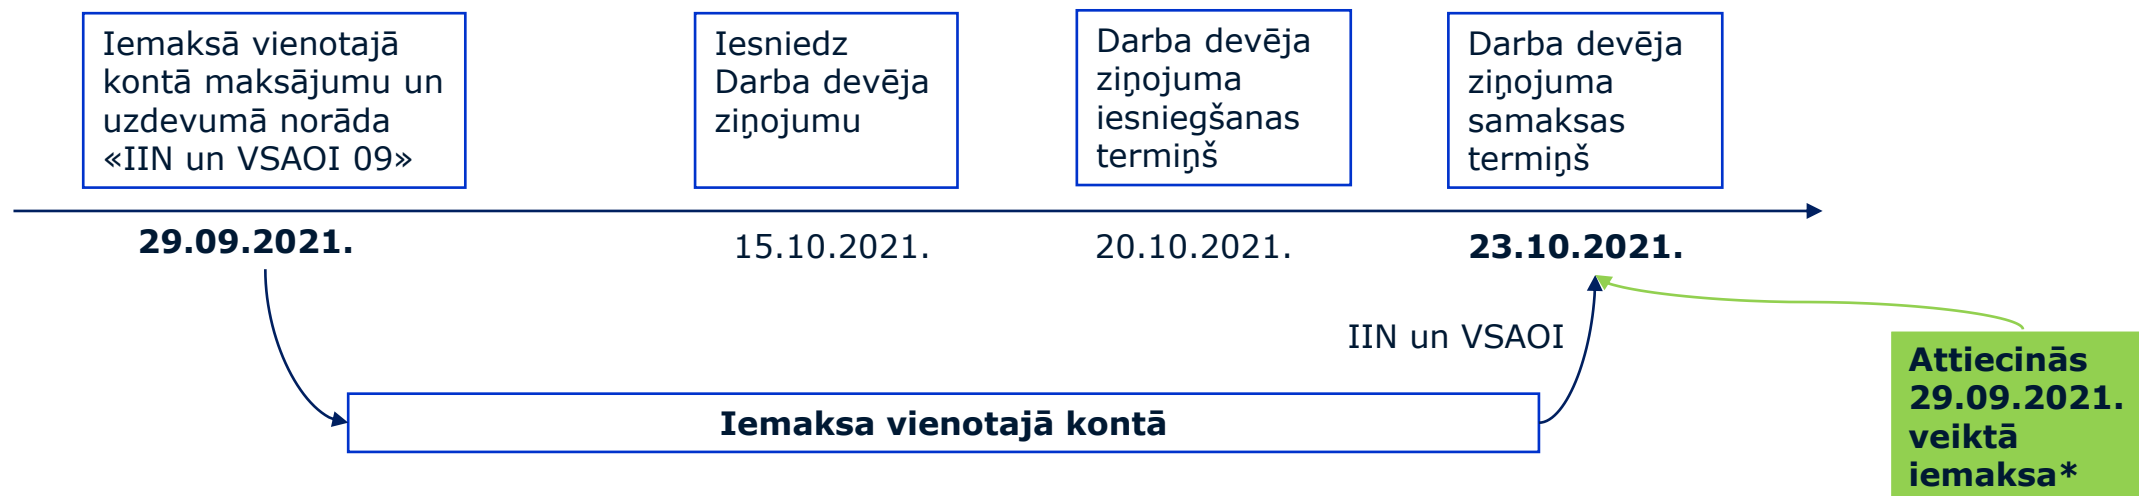 Iemaksā vienotajā
kontā maksājumu un
uzdevumā norāda
«IIN un VSAOI 09»
Iesniedz
Darba devēja
ziņojumu
Darba devēja
ziņojuma
iesniegšanas
termiņš
Darba devēja
ziņojuma
samaksas
termiņš
29.09.2021.
15.10.2021.
20.10.2021.
23.10.2021.
IIN un VSAOI
Iemaksa vienotajā kontā
Attiecinās
29.09.2021.
veiktā
iemaksa*